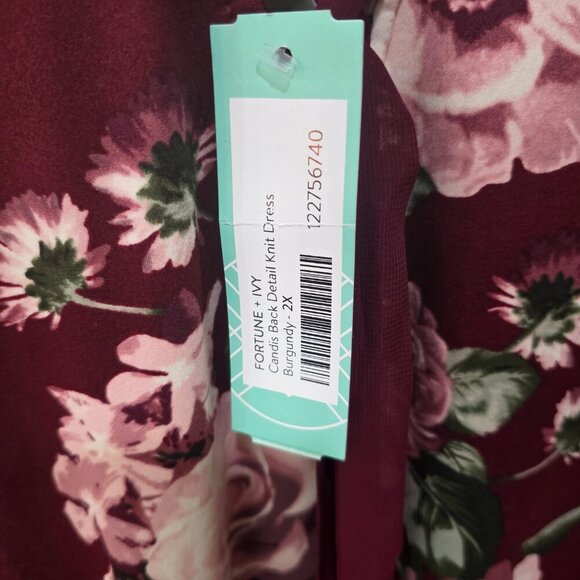 FORTUNE + IVY
Candis Back Detail Knit Dress
Burgundy - 2X
122756740